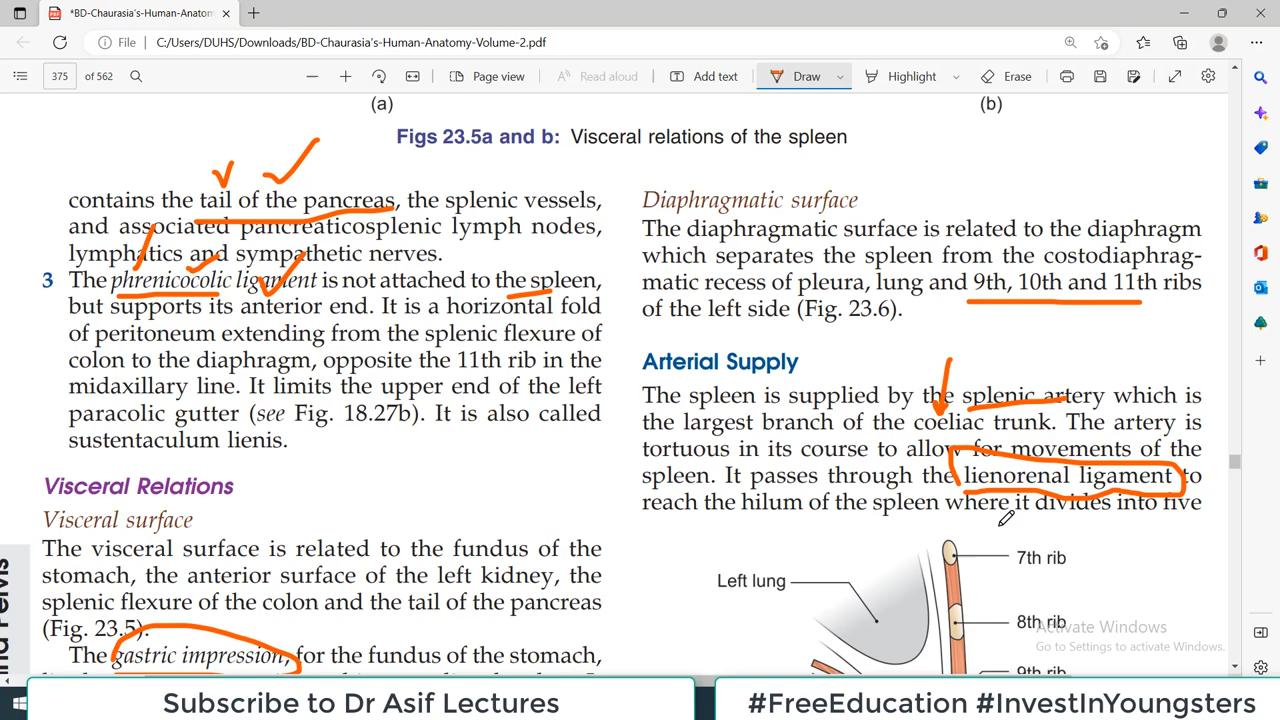 *BD-Chaurasia's-Human-Anatom
File
C:/Users/DUHS/Downloads/BD-Chaurasia's-Human-Anatomy-Volume-2.pdf
375
of 562
Page view
Read aloud
Add text
Draw
Highlight
Erase
(a)
(b)
Figs 23.5a and b: Visceral relations of the spleen
contains the tail of the pancreas, the splenic vessels,
and associated pancreaticosplenic lymph nodes,
lymphatics and sympathetic nerves.
3 The phrenicocolic ligament is not attached to the spleen,
but supports its anterior end. It is a horizontal fold
of peritoneum extending from the splenic flexure of
colon to the diaphragm, opposite the 11th rib in the
midaxillary line. It limits the upper end of the left
paracolic gutter (see Fig. 18.27b). It is also called
sustentaculum lienis.
Visceral Relations
Visceral surface
The visceral surface is related to the fundus of the
stomach, the anterior surface of the left kidney, the
splenic flexure of the colon and the tail of the pancreas
(Fig. 23.5).
The gastric impression, for the fundus of the stomach,
Diaphragmatic surface
The diaphragmatic surface is related to the diaphragm
which separates the spleen from the costodiaphrag-
matic recess of pleura, lung and 9th, 10th and 11th ribs
of the left side (Fig. 23.6).
Arterial Supply
The spleen is supplied by the splenic artery which is
the largest branch of the coeliac trunk. The artery is
tortuous in its course to allow for movements of the
spleen. It passes through the lienorenal ligament to
reach the hilum of the spleen where it divides into five
7th rib
Left lung
8th rib
9th rib
Activate Windows
Go to Settings to activate Windows.
Pelvis
Subscribe to Dr Asif Lectures
#FreeEducation #InvestInYoungsters